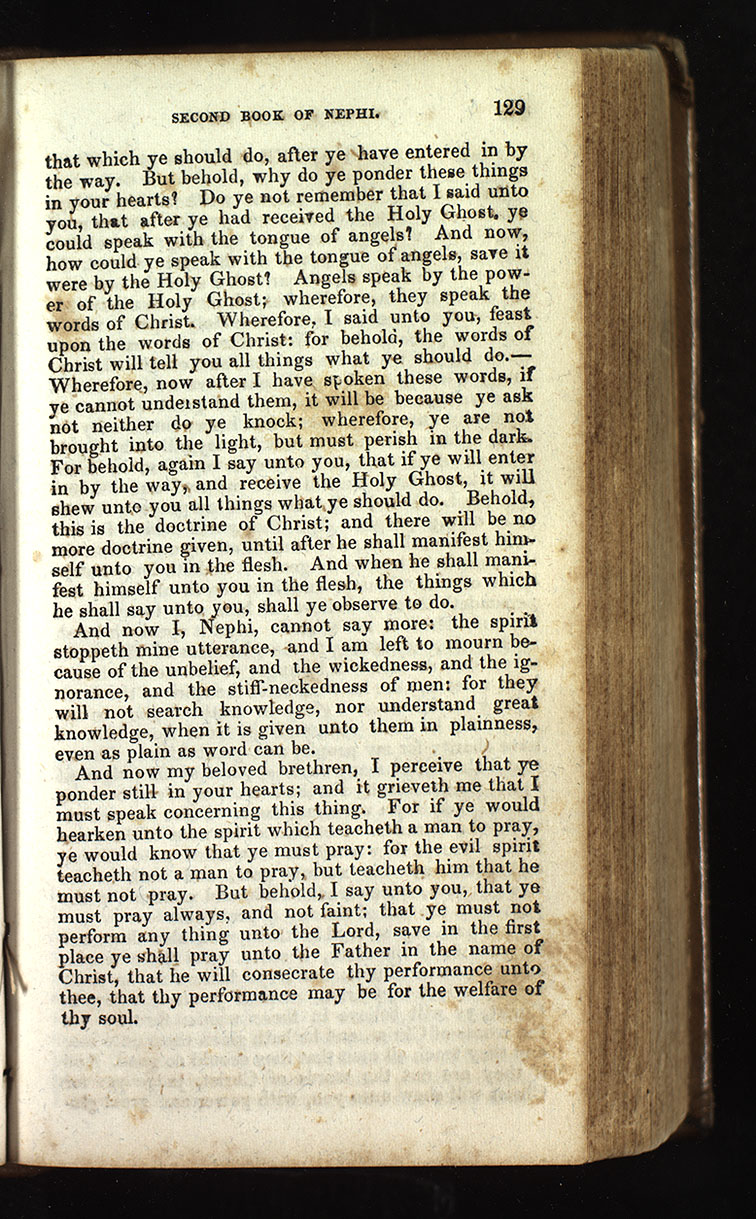 SECOND BOOK OF NEPHI. 129
that which ye should do, after ye have entered in by
the way. But behold, why do ye ponder these things
in your hearts? Do ye not remember that I said unto
you, that after ye had received the Holy Ghost, ye
could speak with the tongue of angels? And now,
how could ye speak with the tongue of angels, save it
were by the Holy Ghost? Angels speak by the pow-
er of the Holy Ghost; wherefore, they speak the
words of Christ. Wherefore, I said unto you, feast
upon the words of Christ: for behold, the words of
Christ will tell you all things what ye should do.—
Wherefore, now after I have spoken these words, if
ye cannot understand them, it will be because ye ask
not neither do ye knock; wherefore, ye are not
brought into the light, but must perish in the dark.
For behold, again I say unto you, that if ye will enter
in by the way, and receive the Holy Ghost, it will
shew unto you all things what ye should do. Behold,
this is the doctrine of Christ; and there will be no
more doctrine given, until after he shall manifest him-
self unto you in the flesh. And when he shall mani-
fest himself unto you in the flesh, the things which
he shall say unto you, shall ye observe to do.
And now I, Nephi, cannot say more: the spirit
stoppeth mine utterance, and I am left to mourn be-
cause of the unbelief, and the wickedness, and the ig-
norance, and the stiff-neckedness of men: for they
will not search knowledge, nor understand great
knowledge, when it is given unto them in plainness,
even as plain as word can be.
And now my beloved brethren, I perceive that ye
ponder still in your hearts; and it grieveth me that I
must speak concerning this thing. For if ye would
hearken unto the spirit which teacheth a man to pray,
ye would know that ye must pray: for the evil spirit
teacheth not a man to pray, but teacheth him that he
must not pray. But behold, I say unto you, that ye
must pray always, and not faint; that ye must not
perform any thing unto the Lord, save in the first
place ye shall pray unto the Father in the name of
Christ, that he will consecrate thy performance unto
thee, that thy performance may be for the welfare of
thy soul.